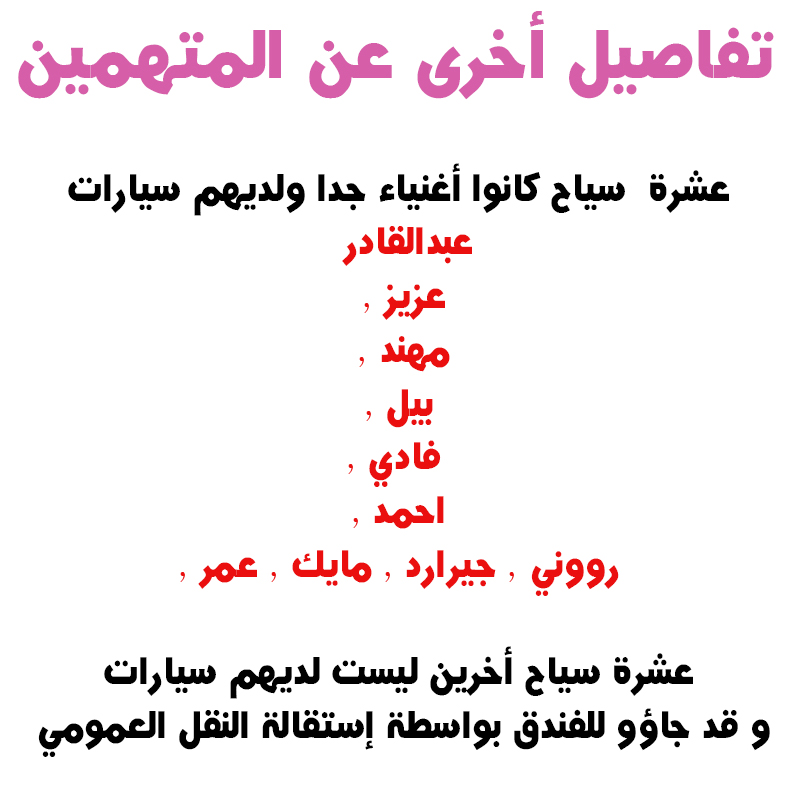 تفاصيل أخرى عن المتهمين
عشرة سياح كانوا أغنياء جدا ولديهم سيارات
عبدالقادر
عزيز ,
مهند ,
بيل ,
فادي ,
احمد ,
رووني , جيرارد , مايك , عمر ,
عشرة سياح أخرين ليست لديهم سيارات
و قد جاؤو للفندق بواسطة إستقالة النقل العمومي